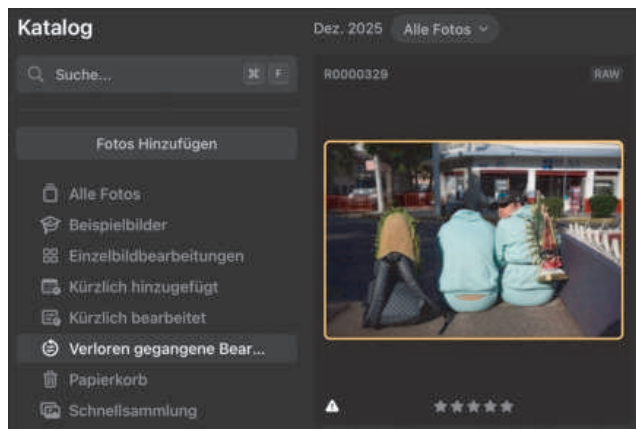 Katalog
Dez. 2025 Alle Fotos
Suche... ⌘ F
R0000329 RAW
Fotos Hinzufügen
Alle Fotos
Beispielbilder
Einzelbildbearbeitungen
Kürzlich hinzugefügt
Kürzlich bearbeitet
Verloren gegangene Bear...
Papierkorb
Schnellsammlung